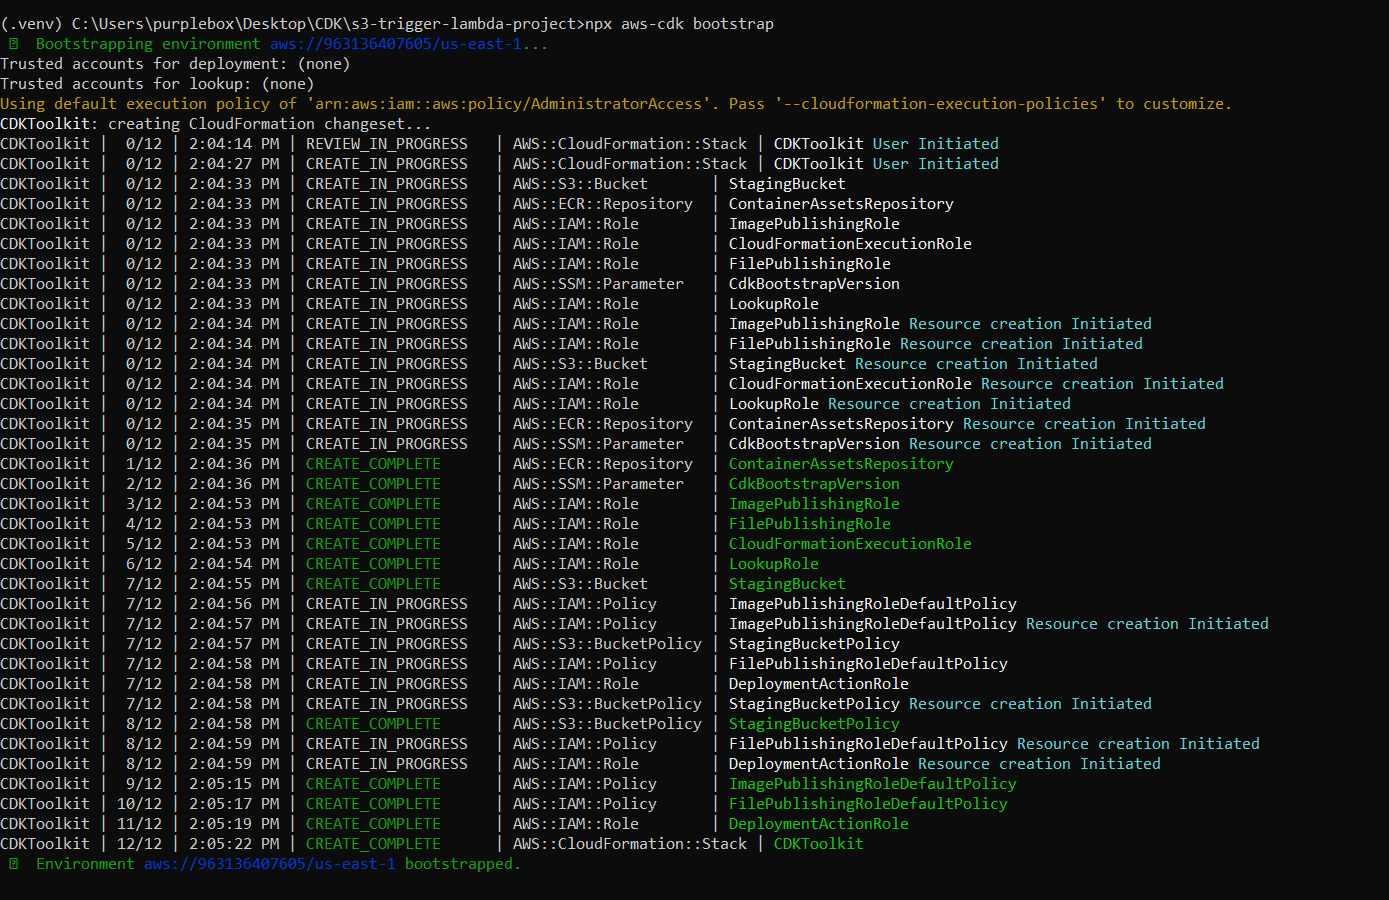 (.venv) C:\Users\purplebox\Desktop\CDK\s3-trigger-lambda-project>npx aws-cdk bootstrap
Bootstrapping environment aws://963136407605/us-east-1...
Trusted accounts for deployment: (none)
Trusted accounts for lookup: (none)
Using default execution policy of 'arn:aws:iam::aws:policy/AdministratorAccess'. Pass '--cloudformation-execution-policies' to customize.
CDKToolkit: creating CloudFormation changeset...
CDKToolkit |  0/12 | 2:04:14 PM | REVIEW_IN_PROGRESS   | AWS::CloudFormation::Stack | CDKToolkit User Initiated
CDKToolkit |  0/12 | 2:04:27 PM | CREATE_IN_PROGRESS   | AWS::CloudFormation::Stack | CDKToolkit User Initiated
CDKToolkit |  0/12 | 2:04:33 PM | CREATE_IN_PROGRESS   | AWS::S3::Bucket       | StagingBucket
CDKToolkit |  0/12 | 2:04:33 PM | CREATE_IN_PROGRESS   | AWS::ECR::Repository  | ContainerAssetsRepository
CDKToolkit |  0/12 | 2:04:33 PM | CREATE_IN_PROGRESS   | AWS::IAM::Role        | ImagePublishingRole
CDKToolkit |  0/12 | 2:04:33 PM | CREATE_IN_PROGRESS   | AWS::IAM::Role        | CloudFormationExecutionRole
CDKToolkit |  0/12 | 2:04:33 PM | CREATE_IN_PROGRESS   | AWS::IAM::Role        | FilePublishingRole
CDKToolkit |  0/12 | 2:04:33 PM | CREATE_IN_PROGRESS   | AWS::SSM::Parameter   | CdkBootstrapVersion
CDKToolkit |  0/12 | 2:04:33 PM | CREATE_IN_PROGRESS   | AWS::IAM::Role        | LookupRole
CDKToolkit |  0/12 | 2:04:34 PM | CREATE_IN_PROGRESS   | AWS::IAM::Role        | ImagePublishingRole Resource creation Initiated
CDKToolkit |  0/12 | 2:04:34 PM | CREATE_IN_PROGRESS   | AWS::IAM::Role        | FilePublishingRole Resource creation Initiated
CDKToolkit |  0/12 | 2:04:34 PM | CREATE_IN_PROGRESS   | AWS::S3::Bucket       | StagingBucket Resource creation Initiated
CDKToolkit |  0/12 | 2:04:34 PM | CREATE_IN_PROGRESS   | AWS::IAM::Role        | CloudFormationExecutionRole Resource creation Initiated
CDKToolkit |  0/12 | 2:04:34 PM | CREATE_IN_PROGRESS   | AWS::IAM::Role        | LookupRole Resource creation Initiated
CDKToolkit |  0/12 | 2:04:35 PM | CREATE_IN_PROGRESS   | AWS::ECR::Repository  | ContainerAssetsRepository Resource creation Initiated
CDKToolkit |  0/12 | 2:04:35 PM | CREATE_IN_PROGRESS   | AWS::SSM::Parameter   | CdkBootstrapVersion Resource creation Initiated
CDKToolkit |  1/12 | 2:04:36 PM | CREATE_COMPLETE      | AWS::ECR::Repository  | ContainerAssetsRepository
CDKToolkit |  2/12 | 2:04:36 PM | CREATE_COMPLETE      | AWS::SSM::Parameter   | CdkBootstrapVersion
CDKToolkit |  3/12 | 2:04:53 PM | CREATE_COMPLETE      | AWS::IAM::Role        | ImagePublishingRole
CDKToolkit |  4/12 | 2:04:53 PM | CREATE_COMPLETE      | AWS::IAM::Role        | FilePublishingRole
CDKToolkit |  5/12 | 2:04:53 PM | CREATE_COMPLETE      | AWS::IAM::Role        | CloudFormationExecutionRole
CDKToolkit |  6/12 | 2:04:54 PM | CREATE_COMPLETE      | AWS::IAM::Role        | LookupRole
CDKToolkit |  7/12 | 2:04:55 PM | CREATE_COMPLETE      | AWS::S3::Bucket       | StagingBucket
CDKToolkit |  7/12 | 2:04:56 PM | CREATE_IN_PROGRESS   | AWS::IAM::Policy      | ImagePublishingRoleDefaultPolicy
CDKToolkit |  7/12 | 2:04:57 PM | CREATE_IN_PROGRESS   | AWS::IAM::Policy      | ImagePublishingRoleDefaultPolicy Resource creation Initiated
CDKToolkit |  7/12 | 2:04:57 PM | CREATE_IN_PROGRESS   | AWS::S3::BucketPolicy | StagingBucketPolicy
CDKToolkit |  7/12 | 2:04:58 PM | CREATE_IN_PROGRESS   | AWS::IAM::Policy      | FilePublishingRoleDefaultPolicy
CDKToolkit |  7/12 | 2:04:58 PM | CREATE_IN_PROGRESS   | AWS::IAM::Role        | DeploymentActionRole
CDKToolkit |  7/12 | 2:04:58 PM | CREATE_IN_PROGRESS   | AWS::S3::BucketPolicy | StagingBucketPolicy Resource creation Initiated
CDKToolkit |  8/12 | 2:04:58 PM | CREATE_COMPLETE      | AWS::S3::BucketPolicy | StagingBucketPolicy
CDKToolkit |  8/12 | 2:04:59 PM | CREATE_IN_PROGRESS   | AWS::IAM::Policy      | FilePublishingRoleDefaultPolicy Resource creation Initiated
CDKToolkit |  8/12 | 2:04:59 PM | CREATE_IN_PROGRESS   | AWS::IAM::Role        | DeploymentActionRole Resource creation Initiated
CDKToolkit |  9/12 | 2:05:15 PM | CREATE_COMPLETE      | AWS::IAM::Policy      | ImagePublishingRoleDefaultPolicy
CDKToolkit | 10/12 | 2:05:17 PM | CREATE_COMPLETE      | AWS::IAM::Policy      | FilePublishingRoleDefaultPolicy
CDKToolkit | 11/12 | 2:05:19 PM | CREATE_COMPLETE      | AWS::IAM::Role        | DeploymentActionRole
CDKToolkit | 12/12 | 2:05:22 PM | CREATE_COMPLETE      | AWS::CloudFormation::Stack | CDKToolkit
Environment aws://963136407605/us-east-1 bootstrapped.